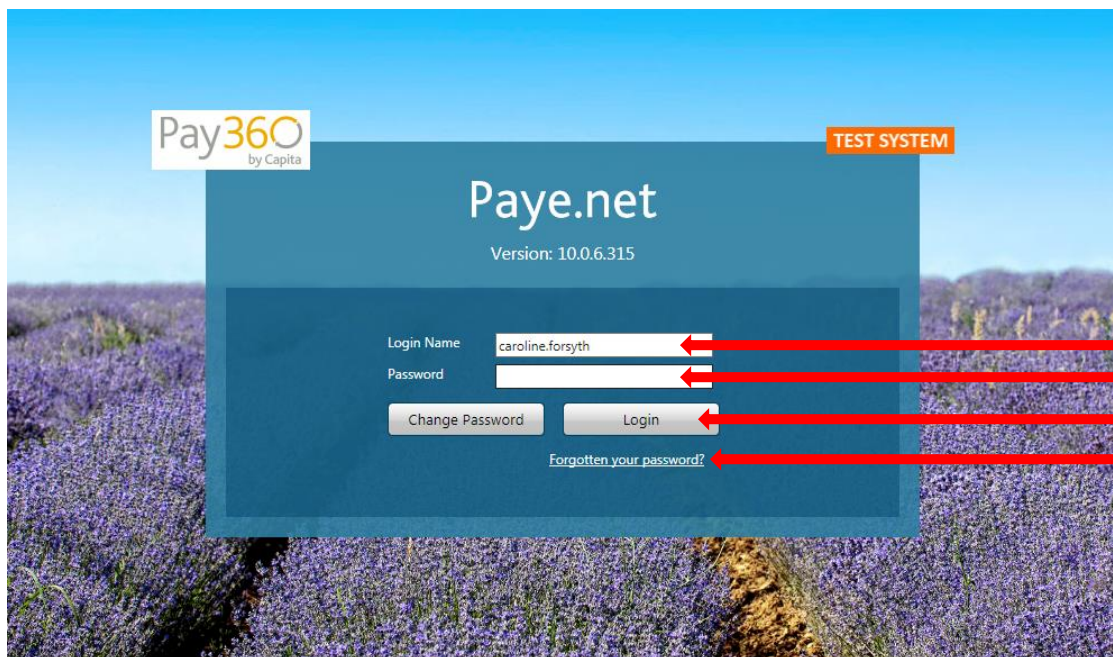 Pay360
by Capita
TEST SYSTEM
Paye.net
Version: 10.0.6.315
Login Name
caroline.forsyth
Password
Change Password
Login
Forgotten your password?